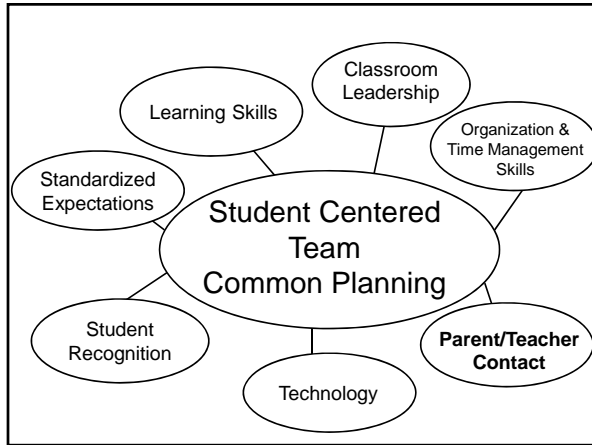 Classroom
Leadership
Learning Skills
Organization &
Time Management
Skills
Standardized
Expectations
Student Centered
Team
Common Planning
Student
Recognition
Parent/Teacher
Contact
Technology